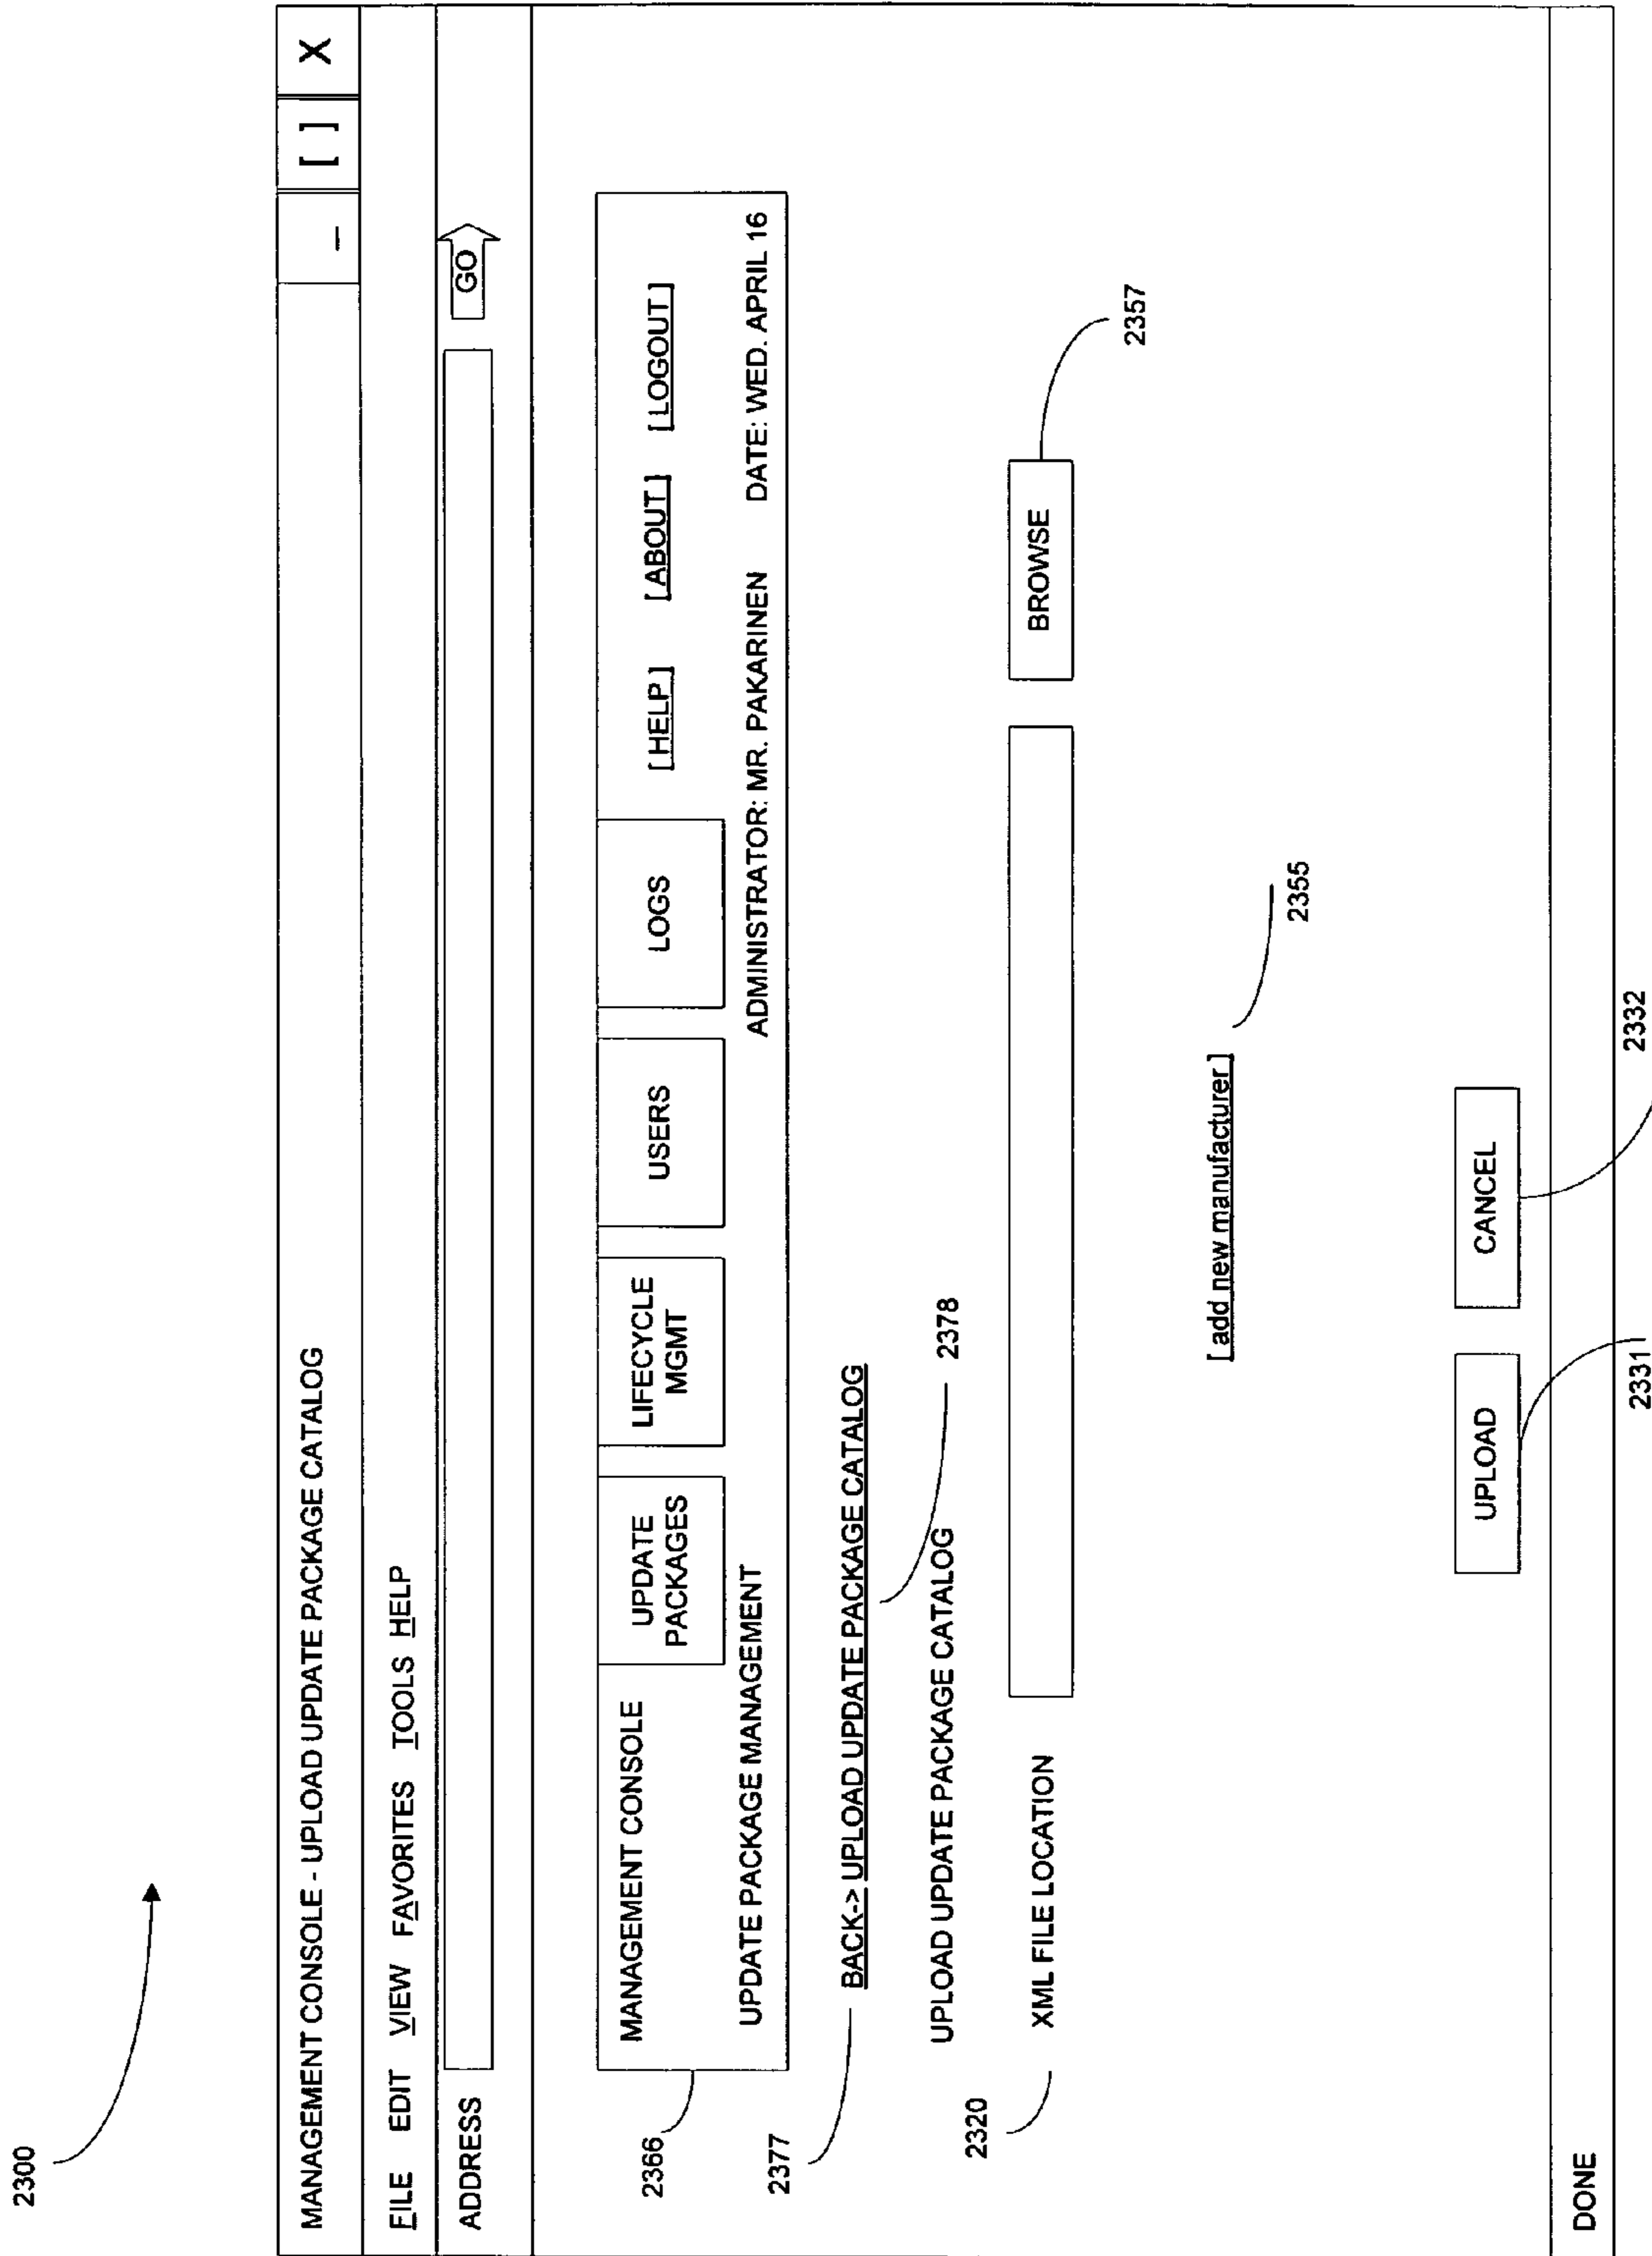 2300
MANAGEMENT CONSOLE - UPLOAD UPDATE PACKAGE CATALOG
_ [ ] X
FILE EDIT VIEW FAVORITES TOOLS HELP
ADDRESS
GO
MANAGEMENT CONSOLE
UPDATE
PACKAGES
LIFECYCLE
MGMT
USERS
LOGS
[HELP] [ABOUT] [LOGOUT]
2366
UPDATE PACKAGE MANAGEMENT
ADMINISTRATOR: MR. PAKARINEN DATE: WED. APRIL 16
2377
BACK-> UPLOAD UPDATE PACKAGE CATALOG
2378
UPLOAD UPDATE PACKAGE CATALOG
2320
XML FILE LOCATION
BROWSE
2357
[add new manufacturer]
2355
UPLOAD
CANCEL
DONE
2331
2332